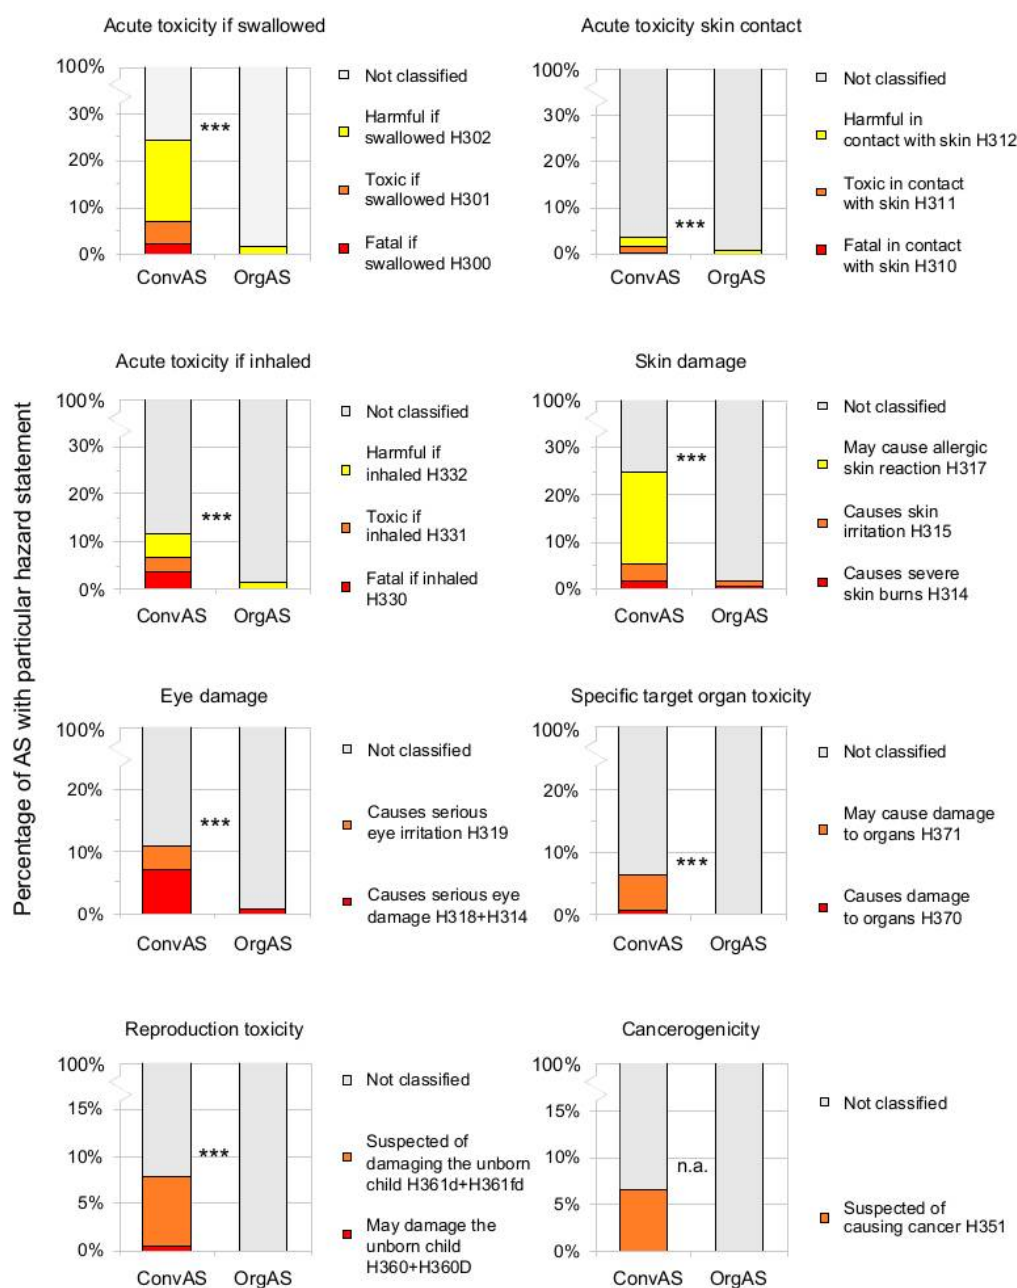 Percentage of AS with particular hazard statement
Acute toxicity if swallowed
100%
30%
20%
10%
0%
***
ConvAS
OrgAS
Not classified
Harmful if
swallowed H302
Toxic if
swallowed H301
Fatal if
swallowed H300
Acute toxicity skin contact
100%
30%
20%
10%
0%
***
ConvAS
OrgAS
Not classified
Harmful in
contact with skin H312
Toxic in contact
with skin H311
Fatal in contact
with skin H310
Acute toxicity if inhaled
100%
30%
20%
10%
0%
***
ConvAS
OrgAS
Not classified
Harmful if
inhaled H332
Toxic if
inhaled H331
Fatal if inhaled
H330
Skin damage
100%
30%
20%
10%
0%
***
ConvAS
OrgAS
Not classified
May cause allergic
skin reaction H317
Causes skin
irritation H315
Causes severe
skin burns H314
Eye damage
100%
20%
10%
0%
***
ConvAS
OrgAS
Not classified
Causes serious
eye irritation H319
Causes serious eye
damage H318+H314
Specific target organ toxicity
100%
20%
10%
0%
***
ConvAS
OrgAS
Not classified
May cause damage
to organs H371
Causes damage
to organs H370
Reproduction toxicity
100%
15%
10%
5%
0%
***
ConvAS
OrgAS
Not classified
Suspected of
damaging the unborn
child H361d+H361fd
May damage the
unborn child
H360+H360D
Cancerogenicity
100%
15%
10%
5%
0%
n.a.
ConvAS
OrgAS
Not classified
Suspected of
causing cancer H351